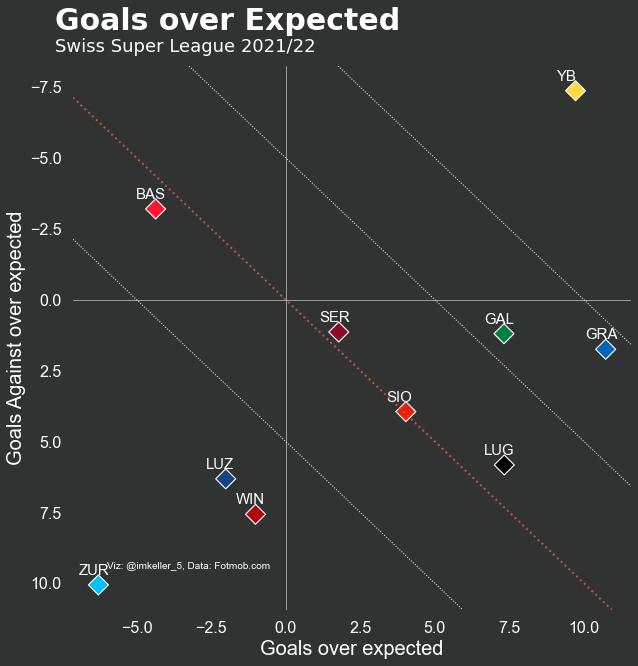 Goals over Expected
Swiss Super League 2021/22
YB
−7.5
−5.0
BAS
−2.5
0.0
SER
GAL
GRA
2.5
SIO
5.0
LUG
LUZ
WIN
7.5
ZUR
Viz: @imkeller_5, Data: Fotmob.com
10.0
Goals Against over expected
−5.0 −2.5 0.0 2.5 5.0 7.5 10.0
Goals over expected